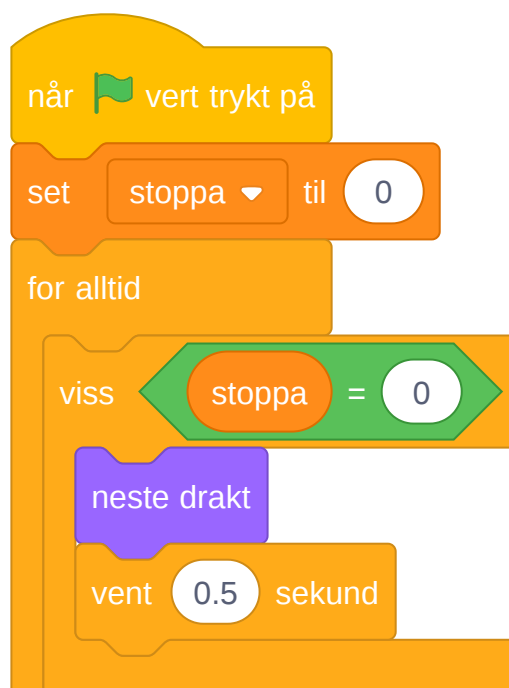 når vert trykt på
set stoppa til 0
for alltid
viss stoppa = 0
neste drakt
vent 0.5 sekund